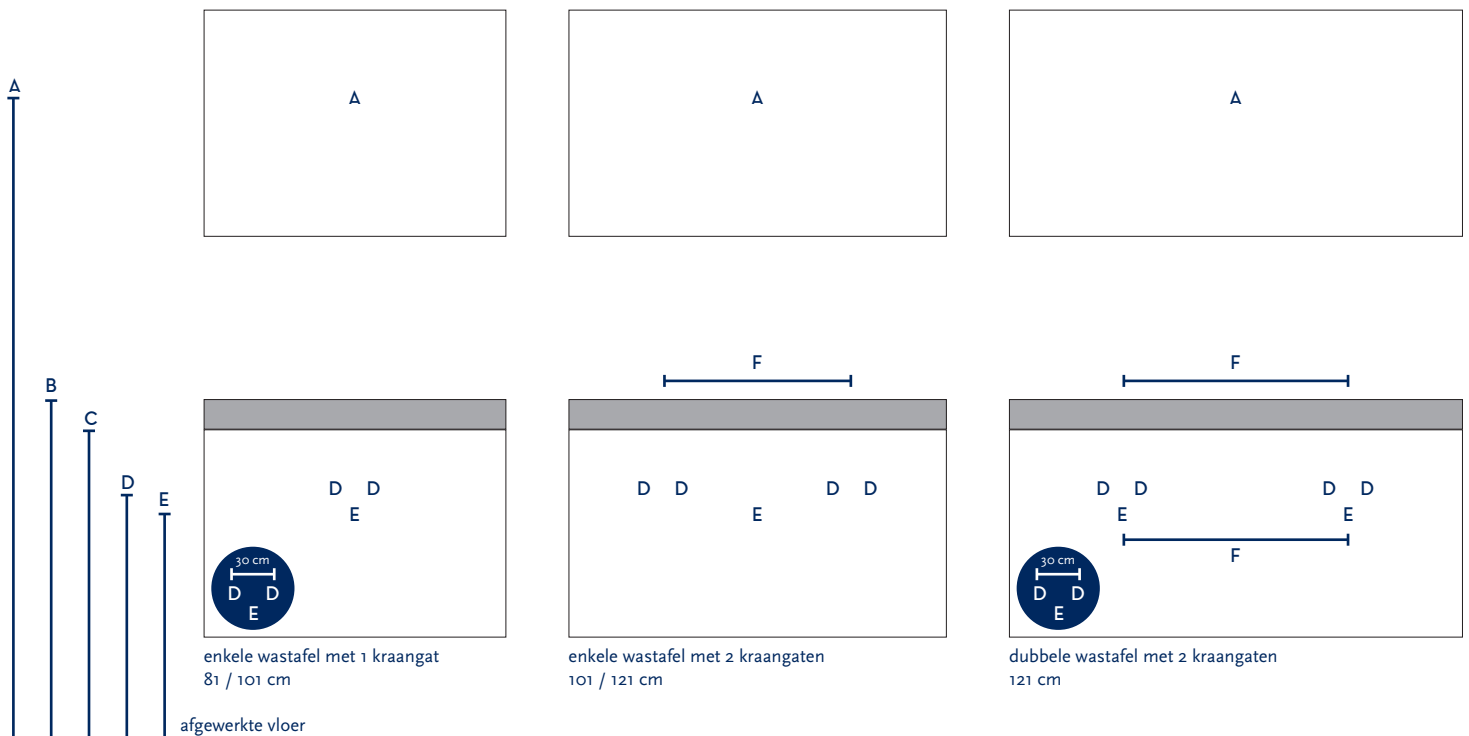 A
A
A
A
B
C
D
E
F
F
D D
E
D D
D D
E
D D
D D
E
E
F
30 cm
D D
E
30 cm
D D
E
enkele wastafel met 1 kraangat
81 / 101 cm
enkele wastafel met 2 kraangaten
101 / 121 cm
dubbele wastafel met 2 kraangaten
121 cm
afgewerkte vloer